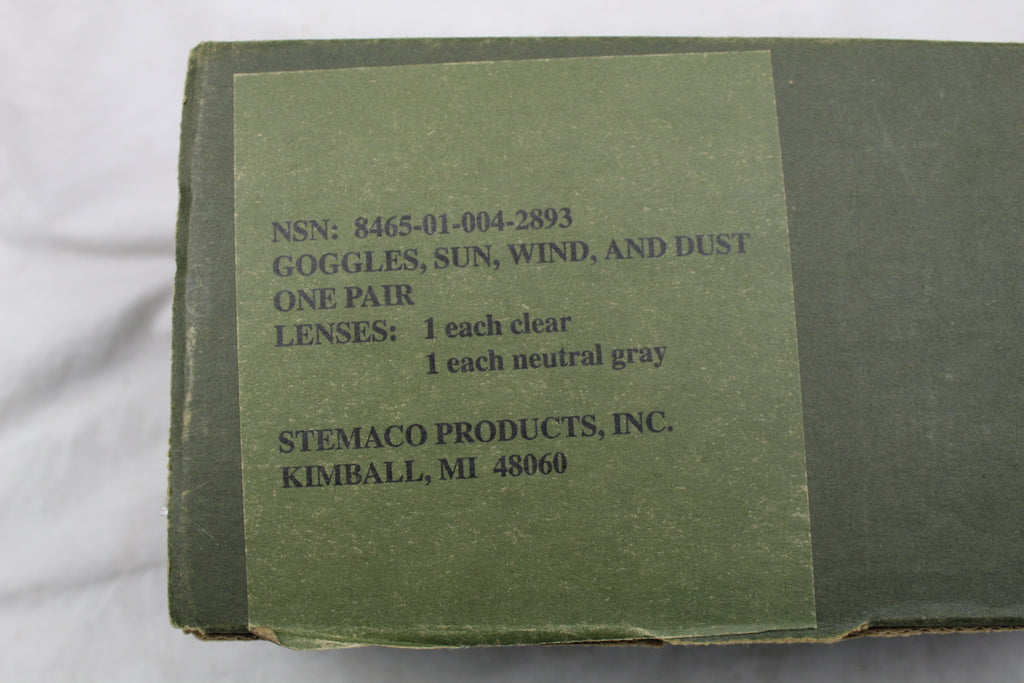 NSN: 8465-01-004-2893
GOGGLES, SUN, WIND, AND DUST
ONE PAIR
LENSES: 1 each clear
1 each neutral gray
STEMACO PRODUCTS, INC.
KIMBALL, MI 48060